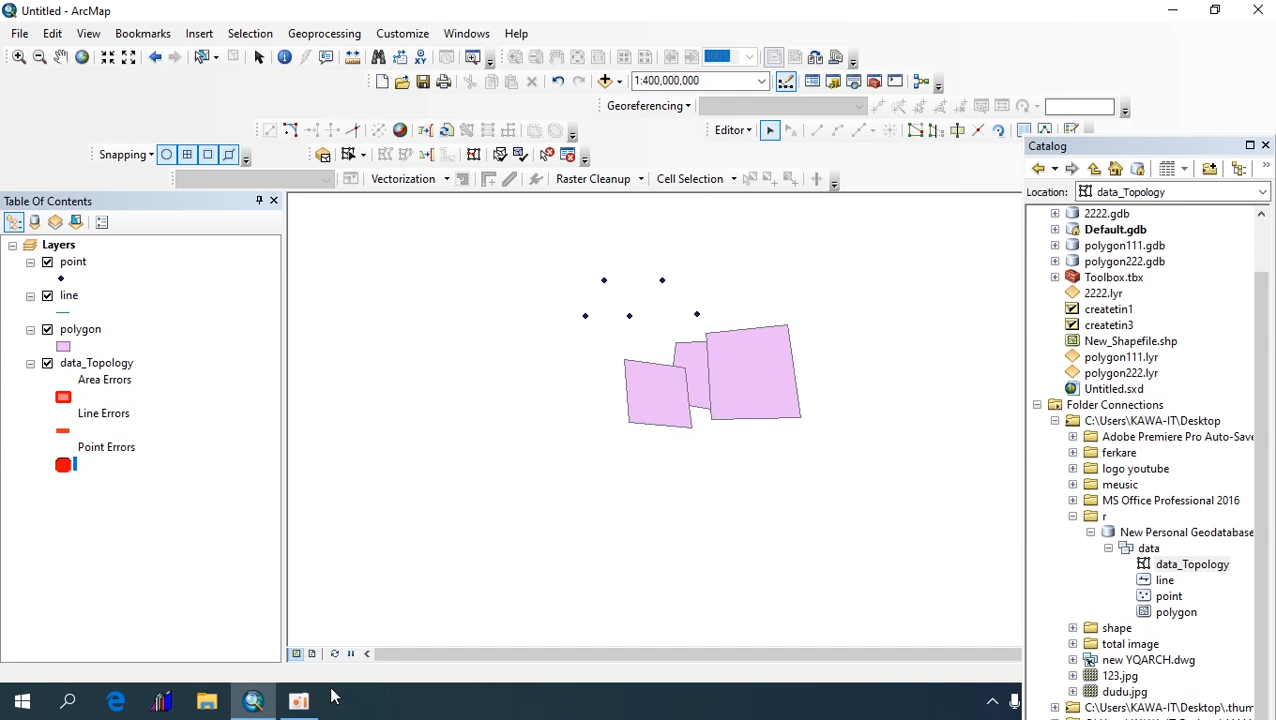 Untitled - ArcMap
File Edit View Bookmarks Insert Selection Geoprocessing Customize Windows Help
1:400,000,000
Georeferencing
Editor
Snapping
Vectorization Raster Cleanup Cell Selection
Table Of Contents
Layers
point
line
polygon
data_Topology
Area Errors
Line Errors
Point Errors
Catalog
Location: data_Topology
2222.gdb
Default.gdb
polygon111.gdb
polygon222.gdb
Toolbox.tbx
2222.lyr
createtin1
createtin3
New_Shapefile.shp
polygon111.lyr
polygon222.lyr
Untitled.sxd
Folder Connections
C:\Users\KAWA-IT\Desktop
Adobe Premiere Pro Auto-Save
ferkare
logo youtube
meusic
MS Office Professional 2016
r
New Personal Geodatabase
data
data_Topology
line
point
polygon
shape
total image
new YQARCH.dwg
123.jpg
dudu.jpg
C:\Users\KAWA-IT\Desktop\.thum